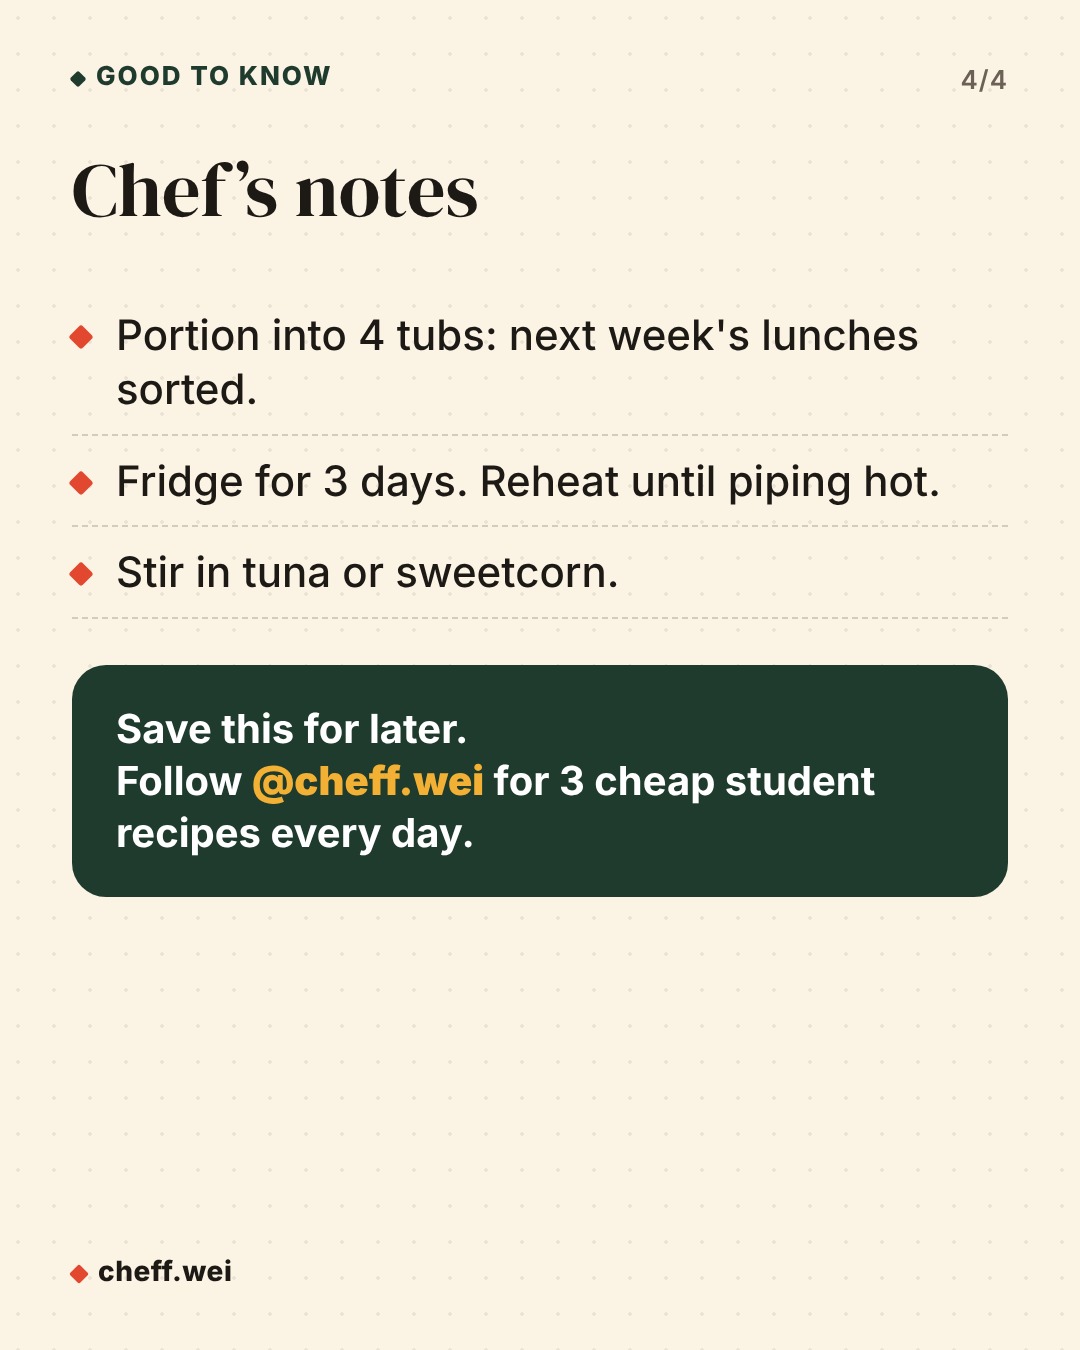 GOOD TO KNOW
4/4
Chef’s notes
Portion into 4 tubs: next week's lunches
sorted.
Fridge for 3 days. Reheat until piping hot.
Stir in tuna or sweetcorn.
Save this for later.
Follow @cheff.wei for 3 cheap student
recipes every day.
cheff.wei